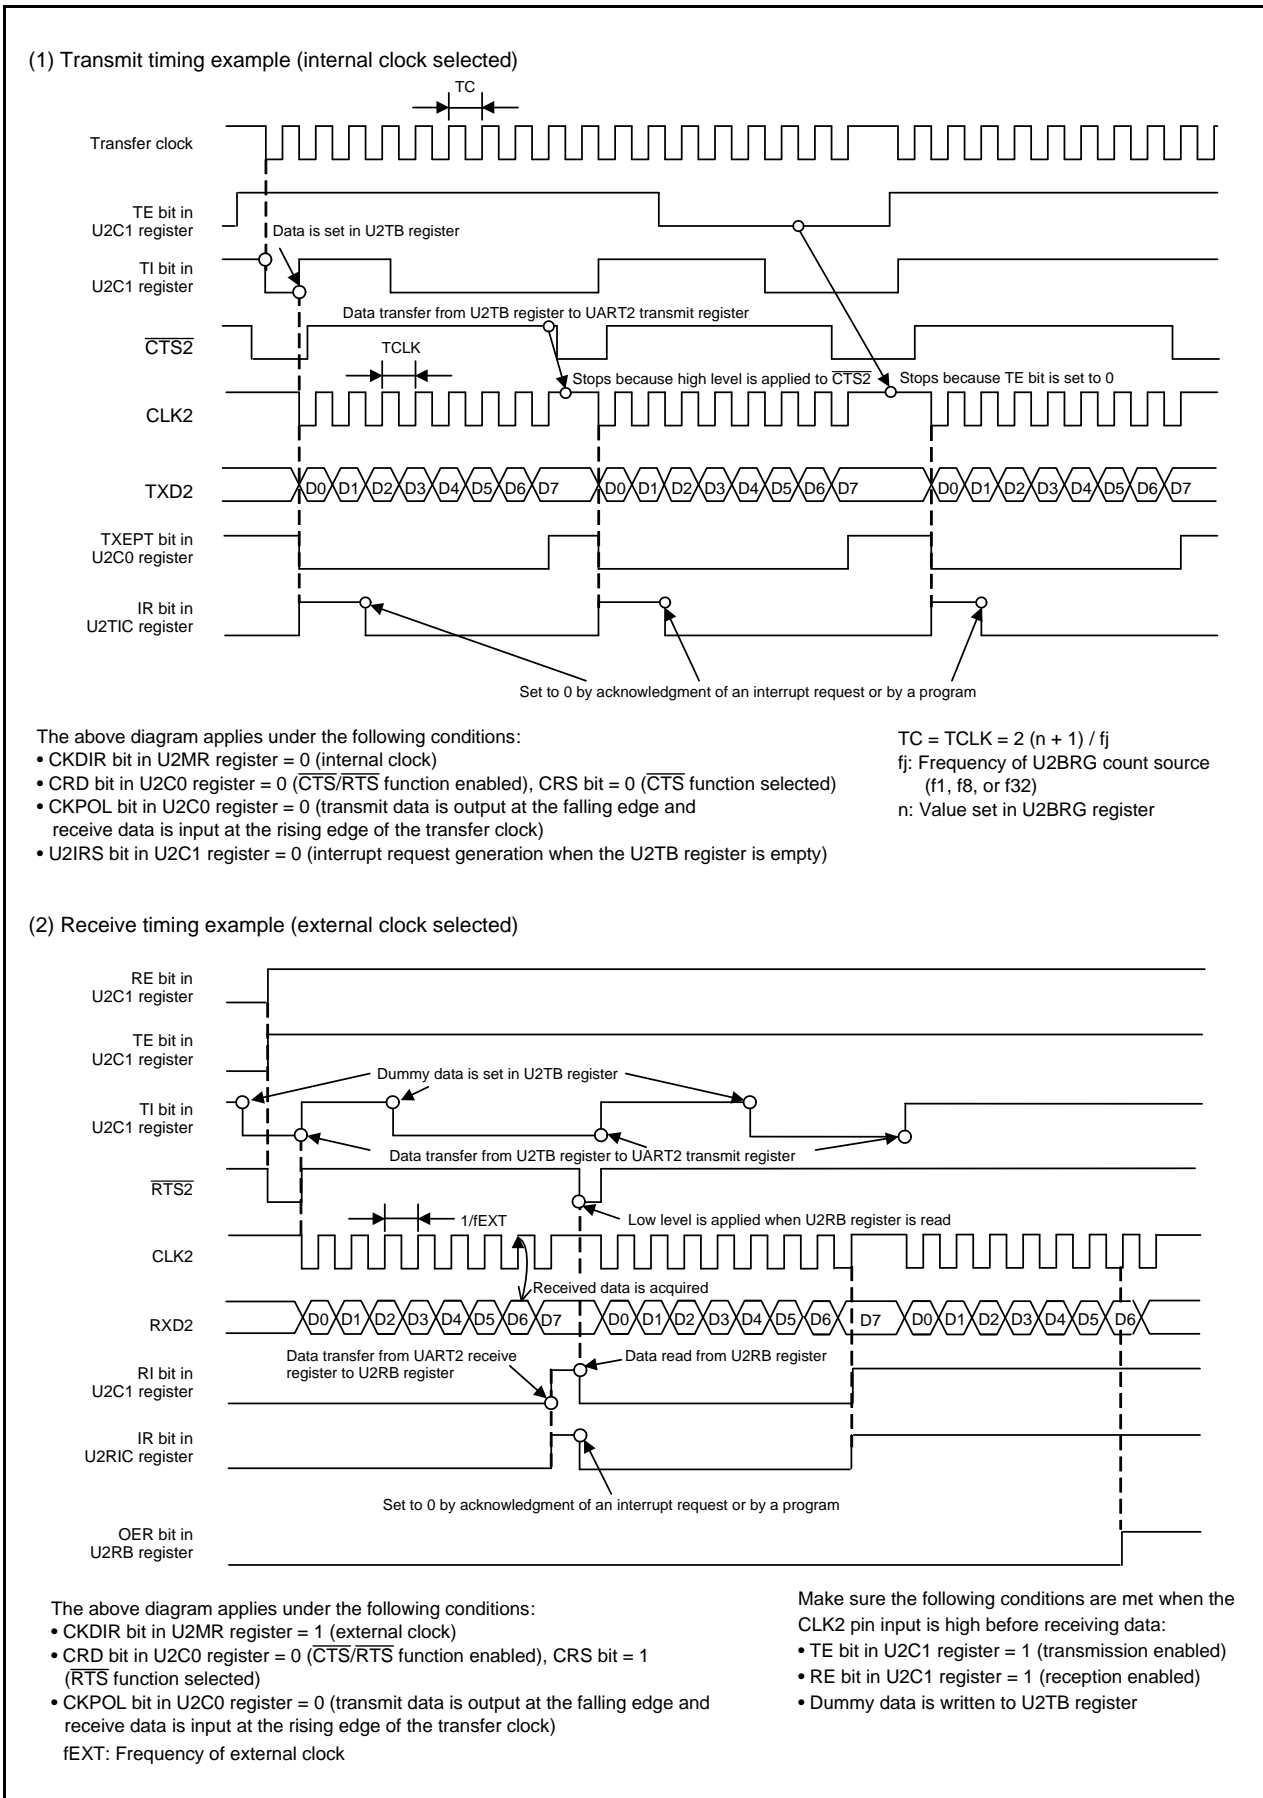 (1) Transmit timing example (internal clock selected)
TC
Transfer clock
TE bit in
U2C1 register
Data is set in U2TB register
TI bit in
U2C1 register
Data transfer from U2TB register to UART2 transmit register
CTS2
TCLK
Stops because high level is applied to CTS2
Stops because TE bit is set to 0
CLK2
TXD2
D0 D1 D2 D3 D4 D5 D6 D7 D0 D1 D2 D3 D4 D5 D6 D7 D0 D1 D2 D3 D4 D5 D6 D7
TXEPT bit in
U2C0 register
IR bit in
U2TIC register
Set to 0 by acknowledgment of an interrupt request or by a program
The above diagram applies under the following conditions:
• CKDIR bit in U2MR register = 0 (internal clock)
• CRD bit in U2C0 register = 0 (CTS/RTS function enabled), CRS bit = 0 (CTS function selected)
• CKPOL bit in U2C0 register = 0 (transmit data is output at the falling edge and
receive data is input at the rising edge of the transfer clock)
• U2IRS bit in U2C1 register = 0 (interrupt request generation when the U2TB register is empty)
TC = TCLK = 2 (n + 1) / fj
fj: Frequency of U2BRG count source
(f1, f8, or f32)
n: Value set in U2BRG register
(2) Receive timing example (external clock selected)
RE bit in
U2C1 register
TE bit in
U2C1 register
Dummy data is set in U2TB register
TI bit in
U2C1 register
Data transfer from U2TB register to UART2 transmit register
RTS2
1/fEXT
Low level is applied when U2RB register is read
CLK2
Received data is acquired
RXD2
D0 D1 D2 D3 D4 D5 D6 D7 D0 D1 D2 D3 D4 D5 D6 D7 D0 D1 D2 D3 D4 D5 D6
Data transfer from UART2 receive
register to U2RB register
Data read from U2RB register
RI bit in
U2C1 register
IR bit in
U2RIC register
Set to 0 by acknowledgment of an interrupt request or by a program
OER bit in
U2RB register
The above diagram applies under the following conditions:
• CKDIR bit in U2MR register = 1 (external clock)
• CRD bit in U2C0 register = 0 (CTS/RTS function enabled), CRS bit = 1
(RTS function selected)
• CKPOL bit in U2C0 register = 0 (transmit data is output at the falling edge and
receive data is input at the rising edge of the transfer clock)
fEXT: Frequency of external clock
Make sure the following conditions are met when the
CLK2 pin input is high before receiving data:
• TE bit in U2C1 register = 1 (transmission enabled)
• RE bit in U2C1 register = 1 (reception enabled)
• Dummy data is written to U2TB register